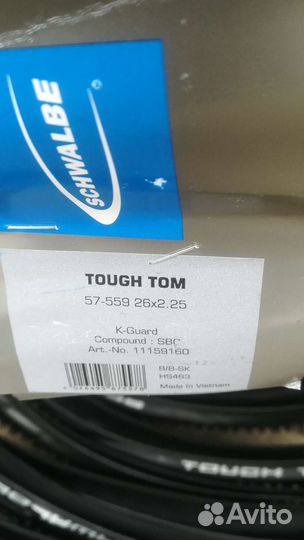 SCHWALBE
TOUGH TOM
57-559 26x2.25
K-Guard
Compound : SBC
Art.-No. 11159160
B/B-SK
HS463
Made in Vietnam
TOUGH T
Avito